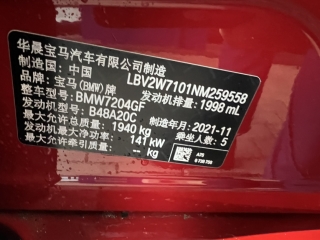 华晨宝马汽车有限公司制造
制造国：中国 LBV2W7101NM259558
品牌：宝马(BMW)牌 发动机排量：1998 mL
整车型号：BMW7204GF
发动机型号：B48A20C 制造年月：2021-11
最大允许总质量：1940 kg 乘坐人数：5
发动机最大净功率：141 kW
最大允许牵引质量：-- kg